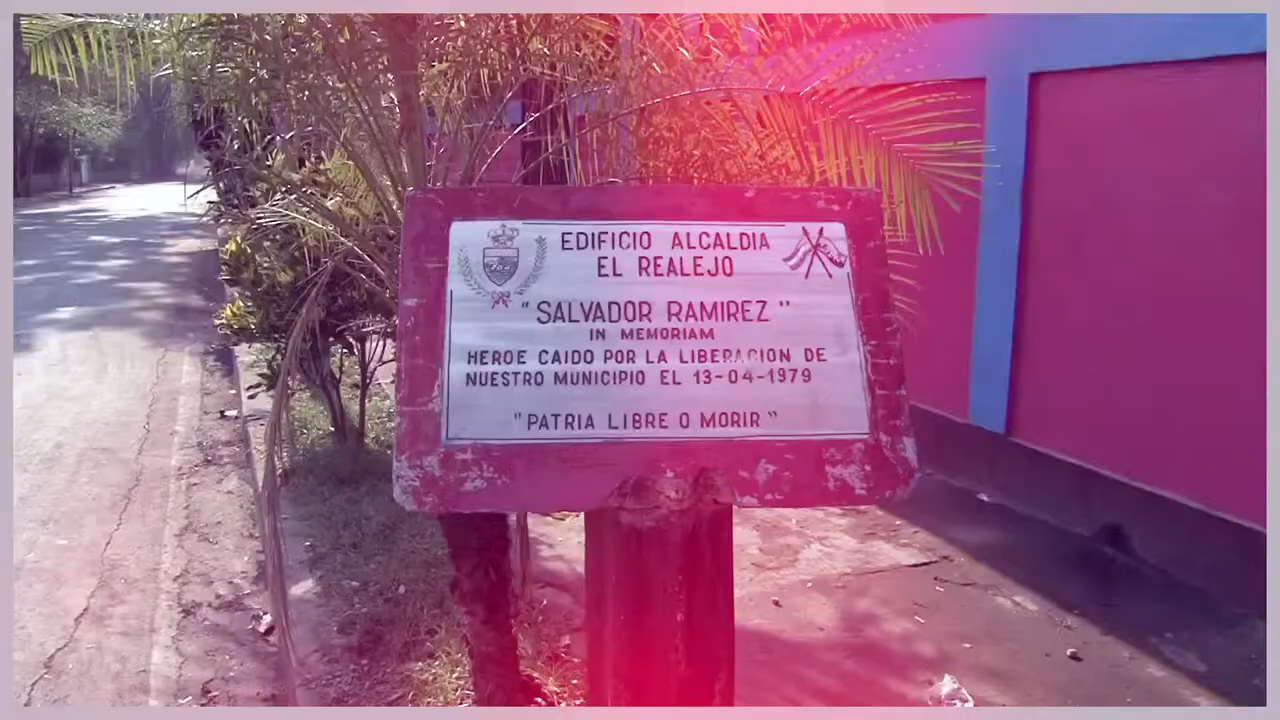 EDIFICIO ALCALDIA
EL REALEJO
"SALVADOR RAMIREZ"
IN MEMORIAM
HEROE CAIDO POR LA LIBERACION DE
NUESTRO MUNICIPIO EL 13-04-1979
"PATRIA LIBRE O MORIR"